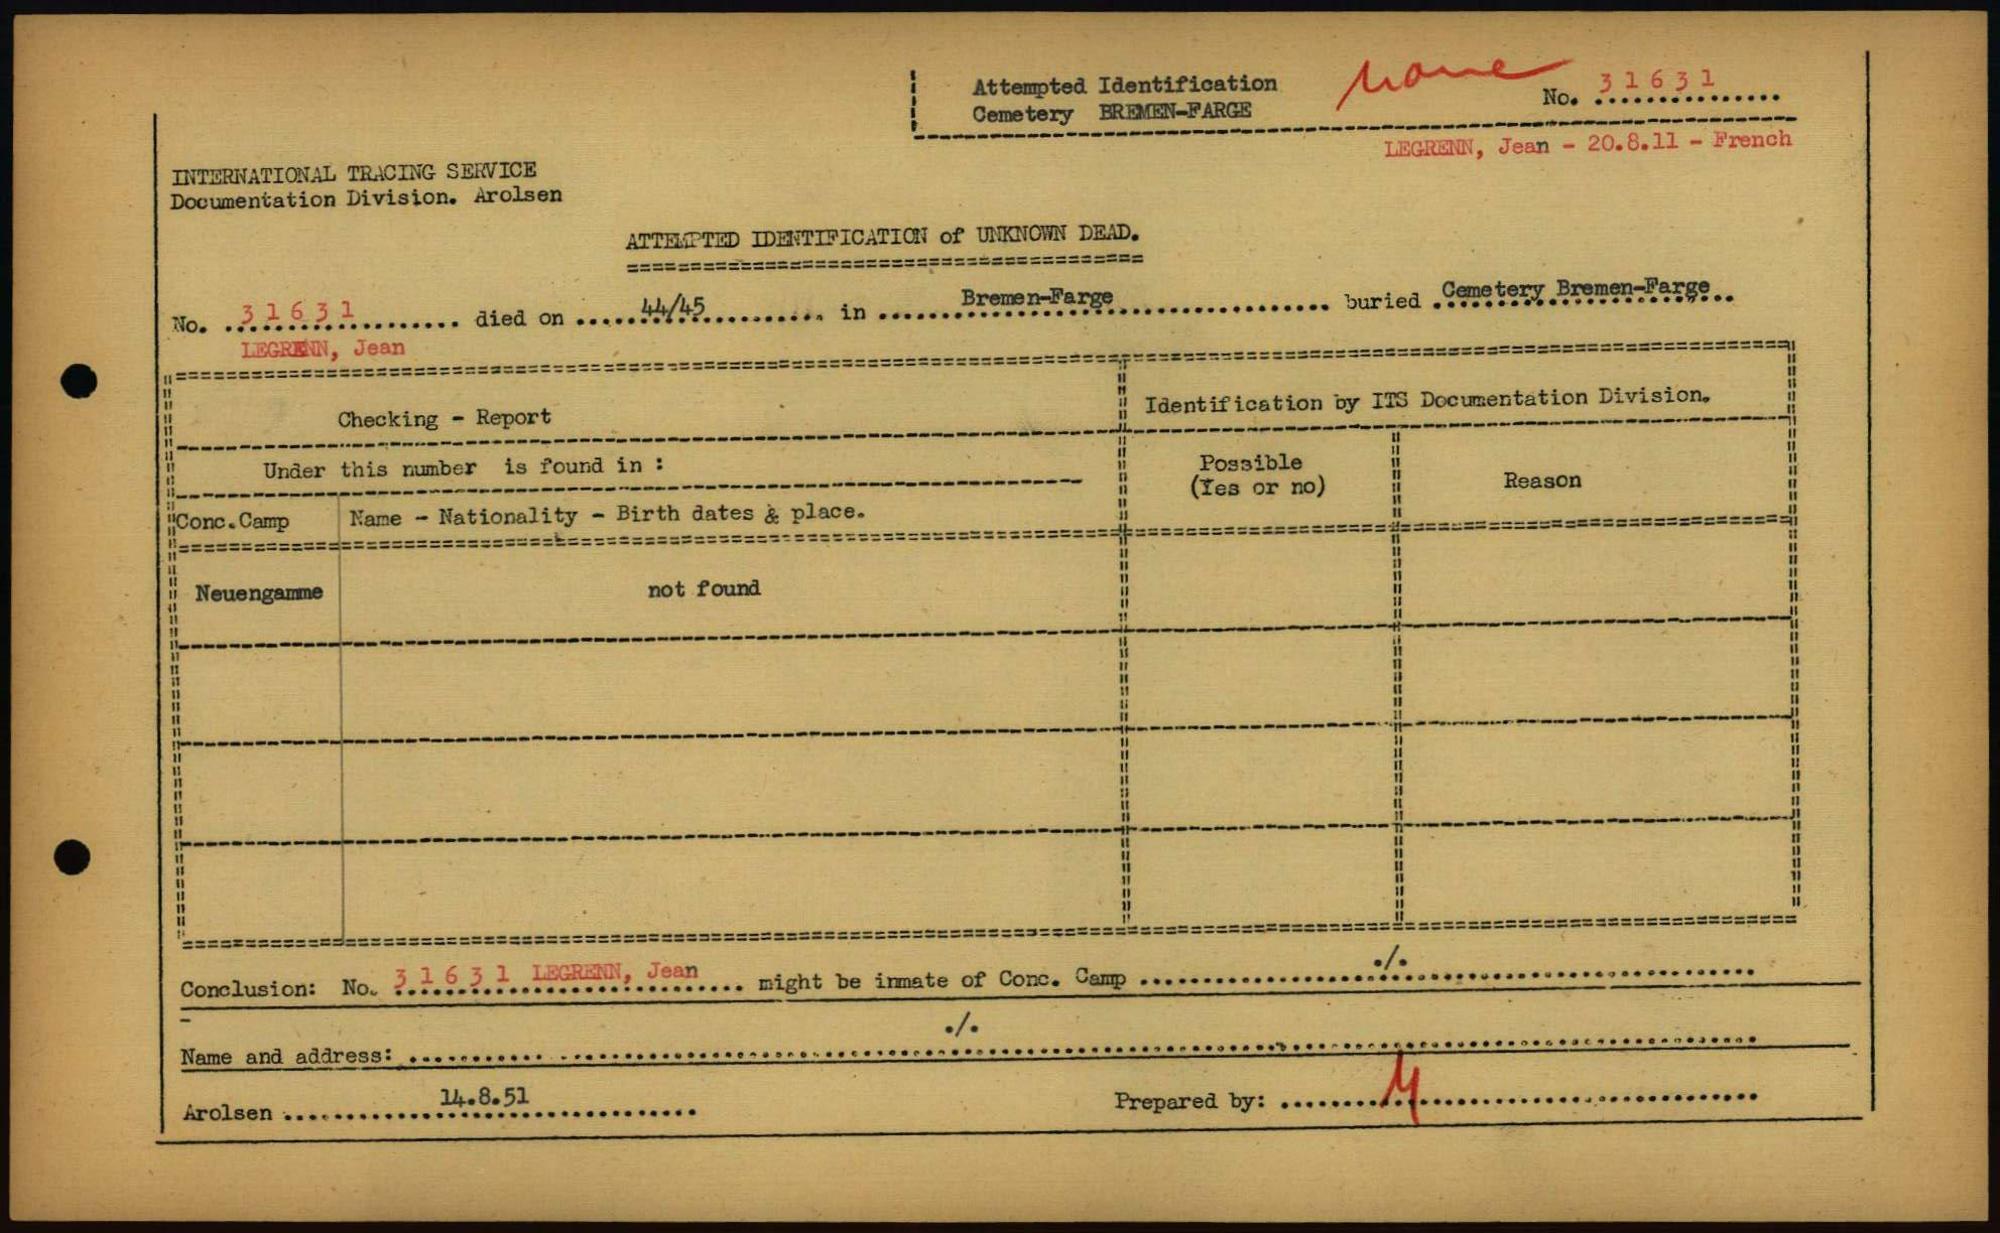 Attempted Identification
Cemetery BREMEN-FARGE
none
No. 31631
LEGRENN, Jean - 20.8.11 - French
INTERNATIONAL TRACING SERVICE
Documentation Division. Arolsen
ATTEMPTED IDENTIFICATION of UNKNOWN DEAD.
No. 31631 died on 44/45 in Bremen-Farge buried Cemetery Bremen-Farge
LEGRENN, Jean
Checking - Report
Identification by ITS Documentation Division.
Under this number is found in :
Possible
(Yes or no)
Reason
Conc.Camp
Name - Nationality - Birth dates & place.
Neuengamme
not found
Conclusion: No. 31631 LEGRENN, Jean might be inmate of Conc. Camp ./.
Name and address: ./.
Arolsen 14.8.51
Prepared by: